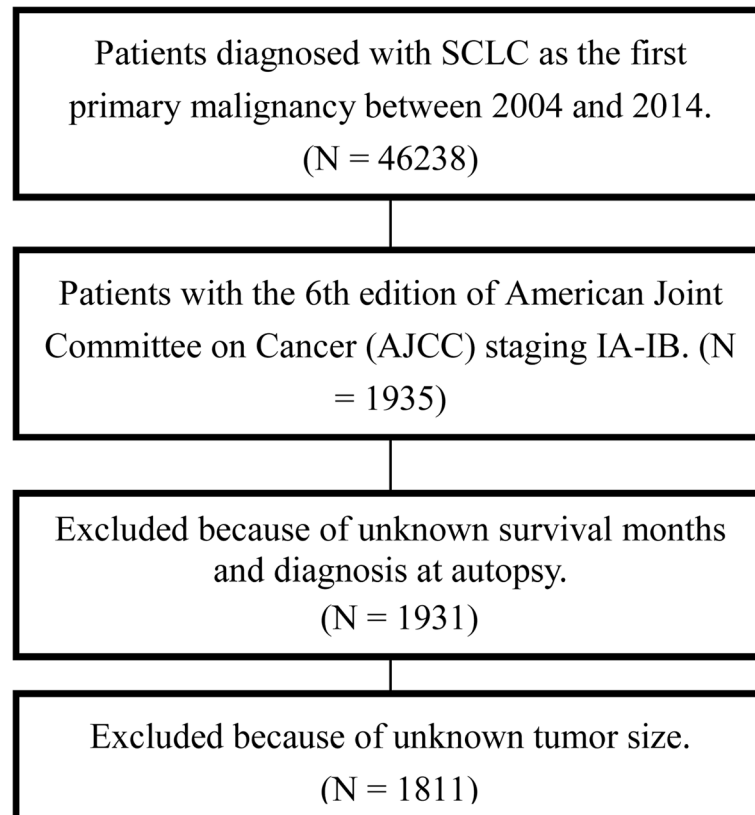 Patients diagnosed with SCLC as the first
primary malignancy between 2004 and 2014.
(N = 46238)
Patients with the 6th edition of American Joint
Committee on Cancer (AJCC) staging IA-IB. (N
= 1935)
Excluded because of unknown survival months
and diagnosis at autopsy.
(N = 1931)
Excluded because of unknown tumor size.
(N = 1811)